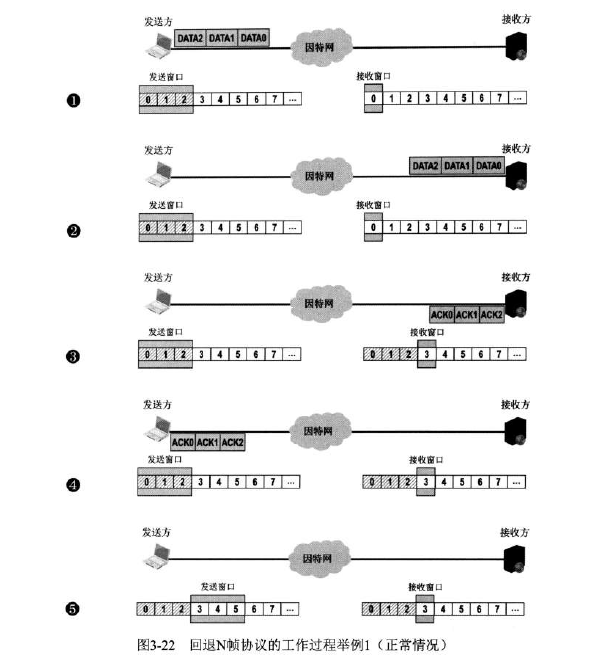 发送方 接收方
DATA2 DATA1 DATA0 因特网
发送窗口 接收窗口
❶ 0 1 2 3 4 5 6 7 ... 0 1 2 3 4 5 6 7 ...
发送方 接收方
因特网 DATA2 DATA1 DATA0
发送窗口 接收窗口
❷ 0 1 2 3 4 5 6 7 ... 0 1 2 3 4 5 6 7 ...
发送方 接收方
因特网
ACK0 ACK1 ACK2
发送窗口 接收窗口
❸ 0 1 2 3 4 5 6 7 ... 0 1 2 3 4 5 6 7 ...
发送方 接收方
因特网
ACK0 ACK1 ACK2
发送窗口 接收窗口
❹ 0 1 2 3 4 5 6 7 ... 0 1 2 3 4 5 6 7 ...
发送方 接收方
因特网
发送窗口 接收窗口
❺ 0 1 2 3 4 5 6 7 ... 0 1 2 3 4 5 6 7 ...
图3-22 回退N帧协议的工作过程举例1（正常情况）